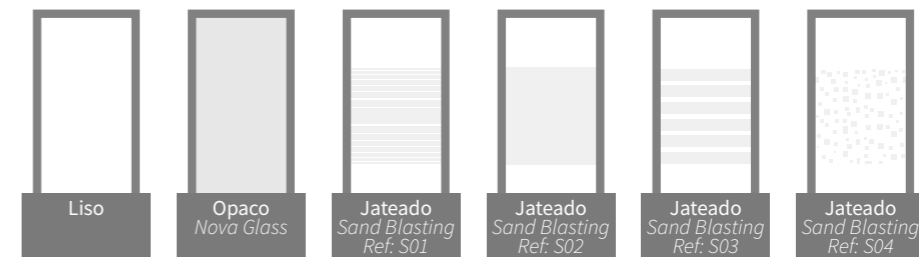 Liso
Opaco
Nova Glass
Jateado
Sand Blasting
Ref: S01
Jateado
Sand Blasting
Ref: S02
Jateado
Sand Blasting
Ref: S03
Jateado
Sand Blasting
Ref: S04